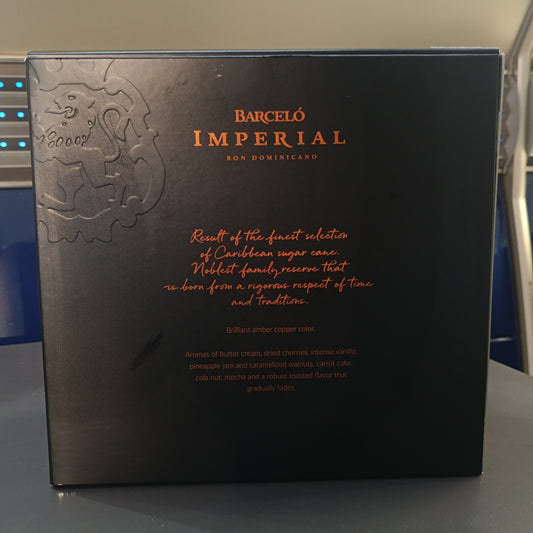 BARCELÓ
IMPERIAL
RON DOMINICANO
Result of the finest selection
of Caribbean sugar cane.
Noblest family reserve that
is born from a rigorous respect of time
and traditions.
Brilliant amber copper color.
Aromas of butter cream, dried cherries, intense vanilla,
pineapple jam and caramelized walnuts, carrot cake,
cola nut, mocha and a robust toasted flavor that
gradually fades.